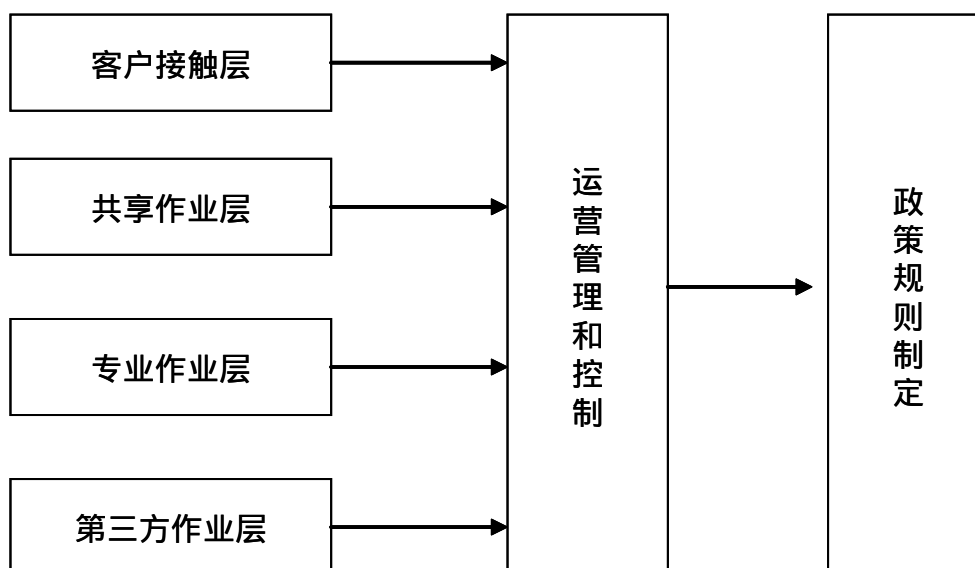 客户接触层
共享作业层
专业作业层
第三方作业层
运营管理和控制
政策规则制定